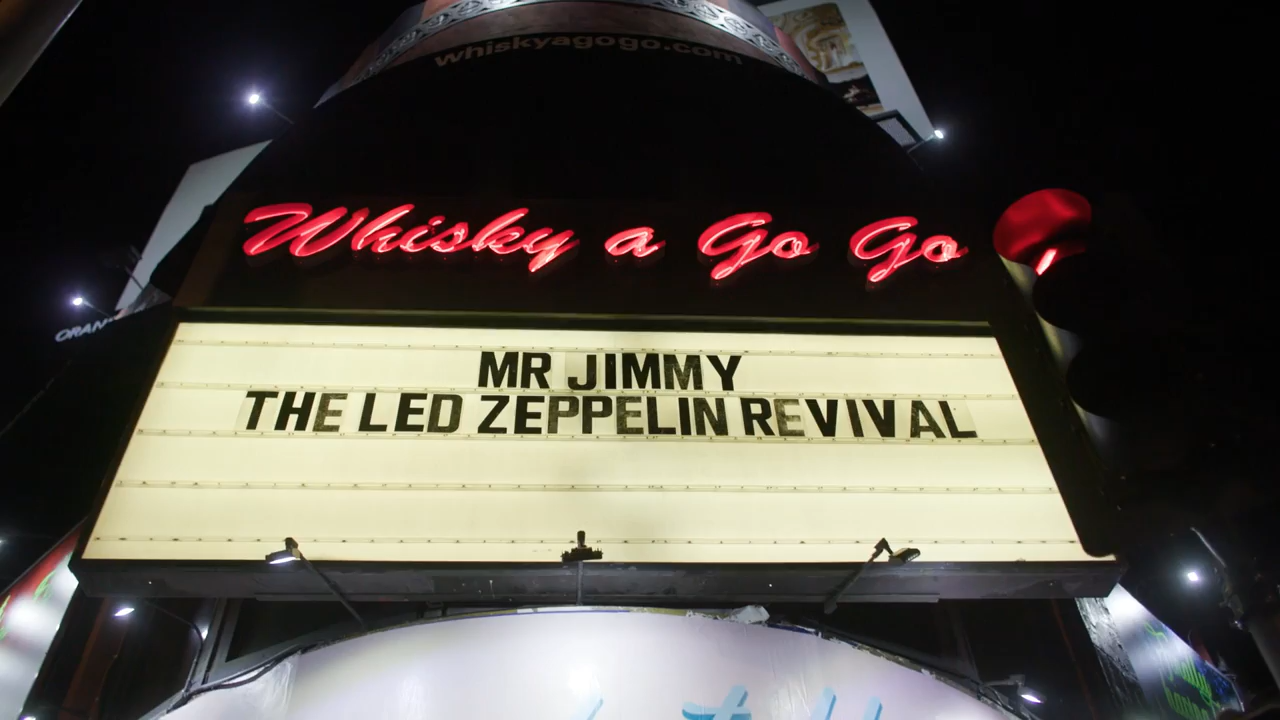 whiskyagogo.com
Whisky a Go Go
MR JIMMY
THE LED ZEPPELIN REVIVAL